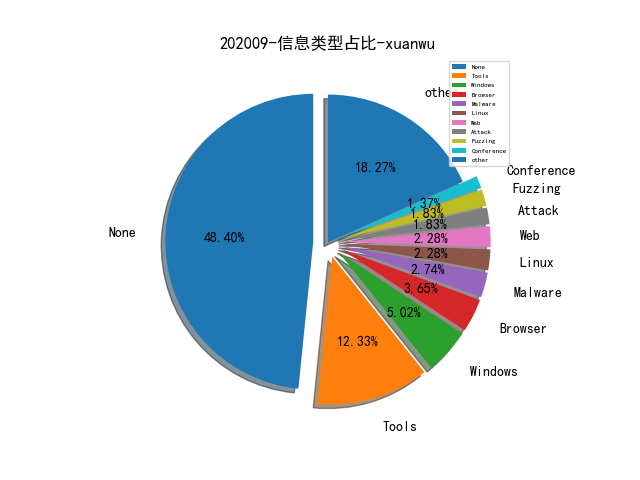 202009-信息类型占比-xuanwu
None
Tools
Windows
Browser
Malware
Linux
Web
Attack
Fuzzing
Conference
other
other
18.27%
Conference
1.37%
Fuzzing
1.83%
Attack
1.83%
Web
2.28%
Linux
2.28%
Malware
2.74%
Browser
3.65%
Windows
5.02%
Tools
12.33%
None
48.40%